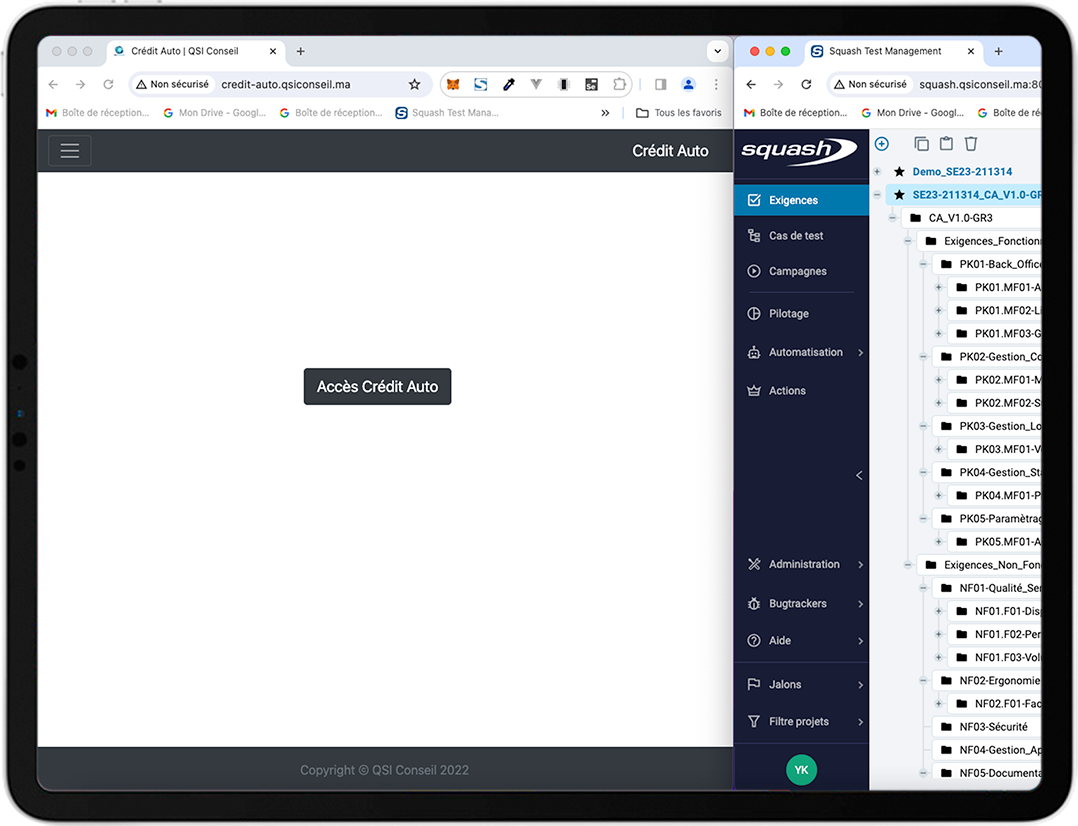 Crédit Auto | QSI Conseil
Non sécurisé
credit-auto.qsiconseil.ma
Boîte de réception...
Mon Drive – Googl...
Boîte de réception...
Squash Test Mana...
Tous les favoris
Crédit Auto
Accès Crédit Auto
Copyright © QSI Conseil 2022
Squash Test Management
Non sécurisé
squash.qsiconseil.ma:80
Boîte de réception...
Mon Drive – Googl...
Boîte de ré
squash
Exigences
Cas de test
Campagnes
Pilotage
Automatisation
Actions
Administration
Bugtrackers
Aide
Jalons
Filtre projets
YK
Demo_SE23-211314
SE23-211314_CA_V1.0-GR
CA_V1.0-GR3
Exigences_Fonction
PK01-Back_Office
PK01.MF01-A
PK01.MF02-Li
PK01.MF03-G
PK02-Gestion_Co
PK02.MF01-M
PK02.MF02-S
PK03-Gestion_Lo
PK03.MF01-V
PK04-Gestion_Sta
PK04.MF01-P
PK05-Paramètrag
PK05.MF01-A
Exigences_Non_Fon
NF01-Qualité_Ser
NF01.F01-Dis
NF01.F02-Per
NF01.F03-Vol
NF02-Ergonomie
NF02.F01-Fac
NF03-Sécurité
NF04-Gestion_Ap
NF05-Documenta